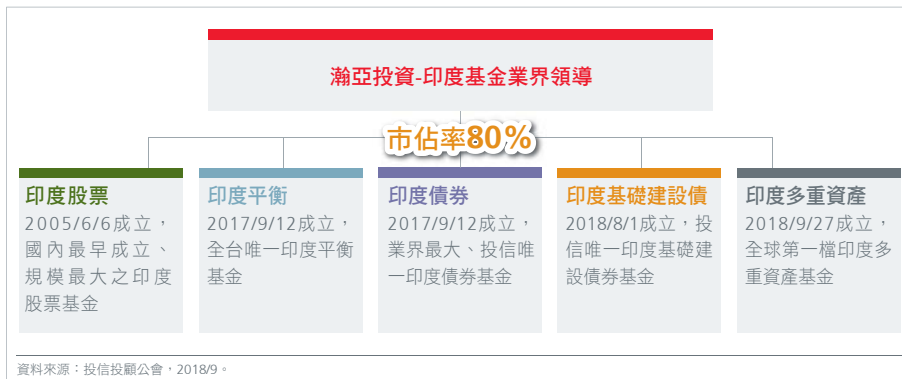 瀚亞投資-印度基金業界領導
市佔率80%
印度股票
2005/6/6成立，
國內最早成立、
規模最大之印度
股票基金
印度平衡
2017/9/12成立，
全台唯一印度平衡
基金
印度債券
2017/9/12成立，
業界最大、投信唯
一印度債券基金
印度基礎建設債
2018/8/1成立，投
信唯一印度基礎建
設債券基金
印度多重資產
2018/9/27成立，
全球第一檔印度多
重資產基金
資料來源：投信投顧公會，2018/9。